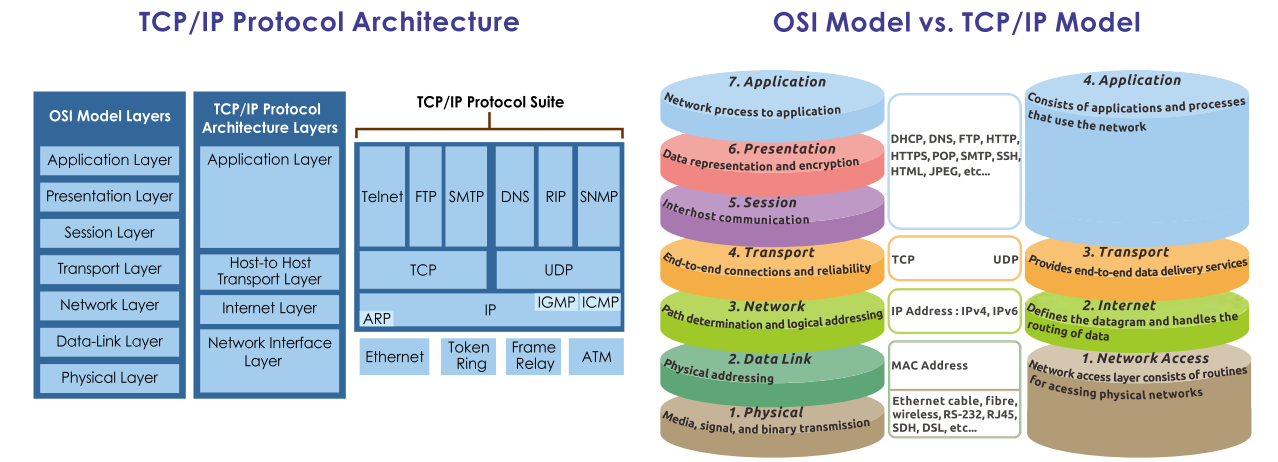 TCP/IP Protocol Architecture
OSI Model Layers
Application Layer
Presentation Layer
Session Layer
Transport Layer
Network Layer
Data-Link Layer
Physical Layer
TCP/IP Protocol
Architecture Layers
Application Layer
Host-to Host
Transport Layer
Internet Layer
Network Interface
Layer
TCP/IP Protocol Suite
Telnet
FTP
SMTP
DNS
RIP
SNMP
TCP
UDP
IP
IGMP
ICMP
ARP
Ethernet
Token
Ring
Frame
Relay
ATM
OSI Model vs. TCP/IP Model
7. Application
Network process to application
6. Presentation
Data representation and encryption
5. Session
Interhost communication
4. Transport
End-to-end connections and reliability
3. Network
Path determination and logical addressing
2. Data Link
Physical addressing
1. Physical
Media, signal, and binary transmission
DHCP, DNS, FTP, HTTP,
HTTPS, POP, SMTP, SSH,
HTML, JPEG, etc...
TCP UDP
IP Address : IPv4, IPv6
MAC Address
Ethernet cable, fibre,
wireless, RS-232, RJ45,
SDH, DSL, etc...
4. Application
Consists of applications and processes
that use the network
3. Transport
Provides end-to-end data delivery services
2. Internet
Defines the datagram and handles the
routing of data
1. Network Access
Network access layer consists of routines
for acessing physical networks